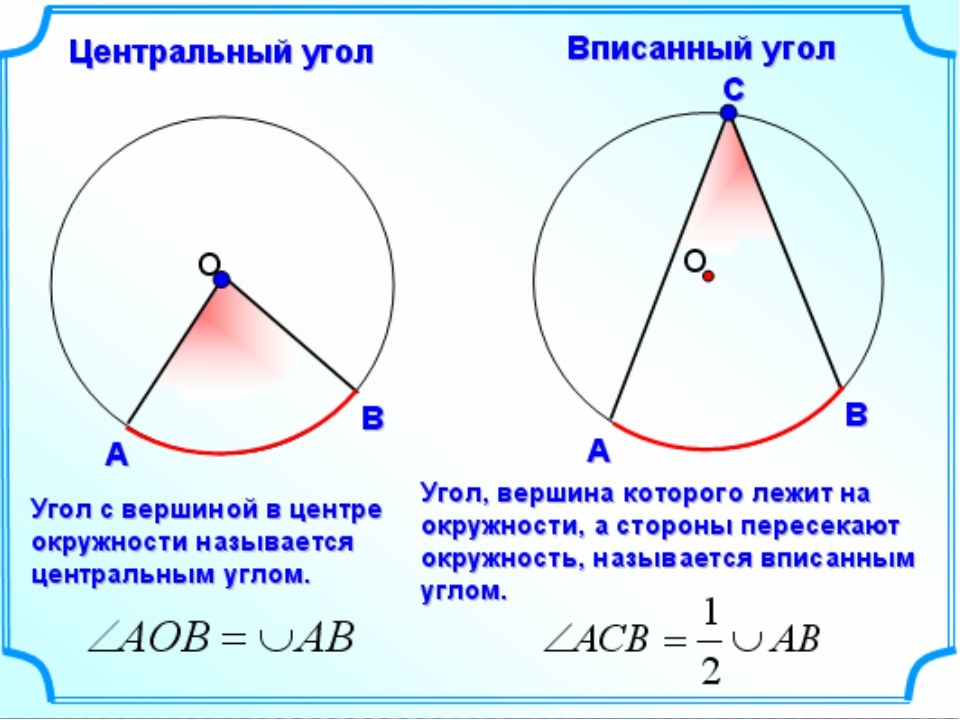 Центральный угол
O
A
B
Угол с вершиной в центре
окружности называется
центральным углом.
∠AOB = ∪AB
Вписанный угол
C
O
A
B
Угол, вершина которого лежит на
окружности, а стороны пересекают
окружность, называется вписанным
углом.
∠ACB = 1/2 ∪ AB